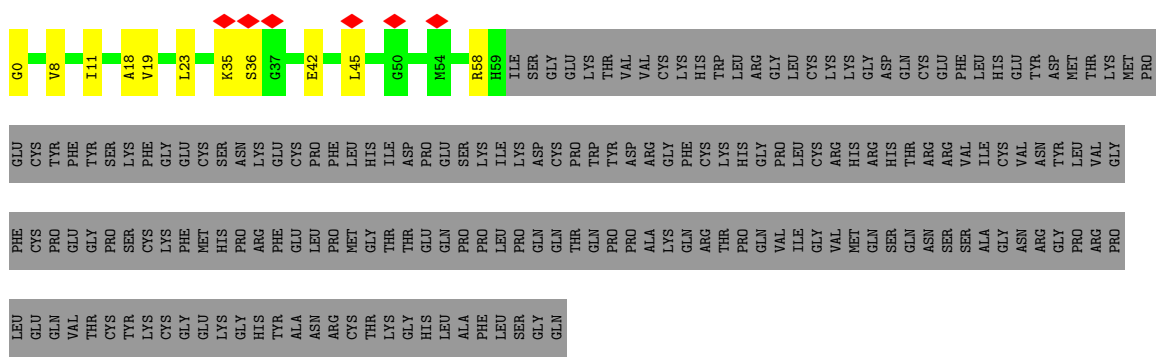 G0 V8 I11 A18 V19 L23 K35 S36 G37 E42 L45 G50 M54 R58 H59 ILE SER GLY GLU LYS THR VAL VAL CYS LYS HIS TRP LEU ARG GLY LEU CYS LYS LYS GLY ASP GLN CYS GLU PHE LEU HIS GLU TYR ASP MET THR LYS MET PRO
GLU CYS TYR PHE TYR SER LYS PHE GLY GLU CYS SER ASN LYS GLU CYS PRO PHE LEU HIS ILE ASP PRO GLU SER LYS ILE LYS ASP CYS PRO TRP TYR ASP ARG GLY PHE CYS LYS HIS GLY PRO LEU CYS ARG HIS ARG HIS THR ARG ARG VAL ILE CYS VAL ASN TYR LEU VAL GLY
PHE CYS PRO GLU GLY PRO SER CYS LYS PHE MET HIS PRO ARG PHE GLU LEU PRO MET GLY THR THR GLU GLN PRO PRO LEU PRO GLN GLN THR GLN PRO PRO ALA LYS GLN ARG THR PRO GLN VAL ILE GLY VAL MET GLN SER GLN ASN SER SER ALA GLY ASN ARG GLY PRO ARG PRO
LEU GLU GLN VAL THR CYS TYR LYS CYS GLY GLU LYS GLY HIS TYR ALA ASN ARG CYS THR LYS GLY HIS LEU ALA PHE LEU SER GLY GLN